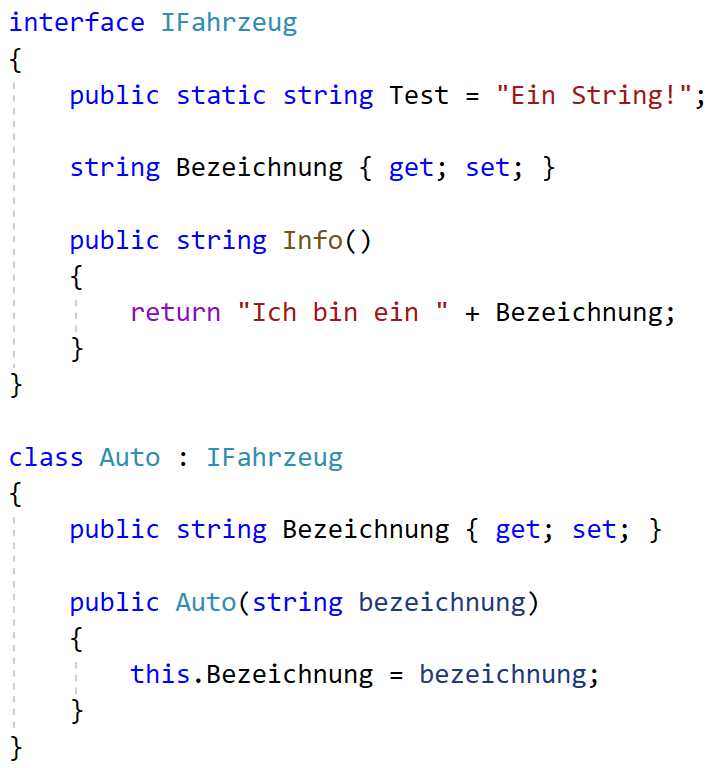 interface IFahrzeug
{
    public static string Test = "Ein String!";

    string Bezeichnung { get; set; }

    public string Info()
    {
        return "Ich bin ein " + Bezeichnung;
    }
}

class Auto : IFahrzeug
{
    public string Bezeichnung { get; set; }

    public Auto(string bezeichnung)
    {
        this.Bezeichnung = bezeichnung;
    }
}